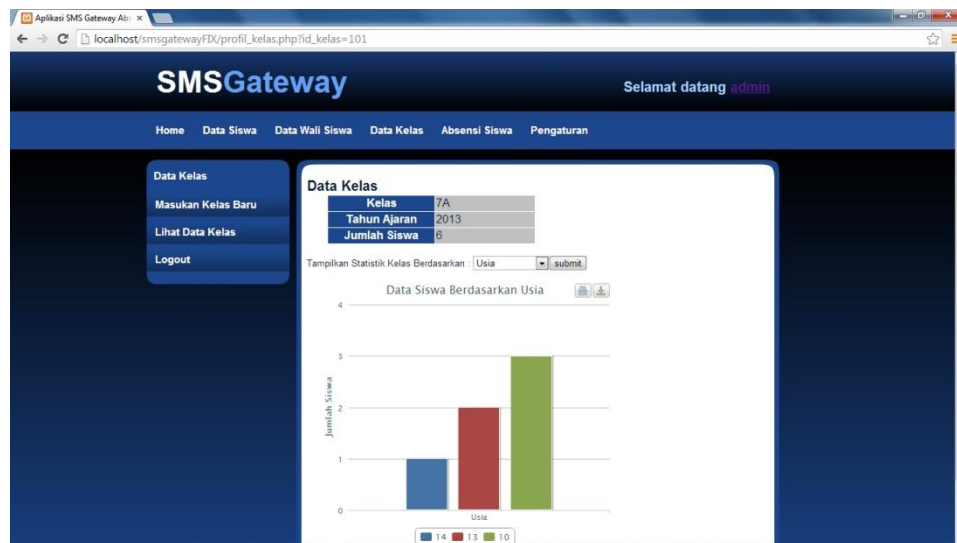 Aplikasi SMS Gateway Ab
localhost/smsgatewayFIX/profil_kelas.php?id_kelas=101
SMSGateway
Selamat datang admin
Home Data Siswa Data Wali Siswa Data Kelas Absensi Siswa Pengaturan
Data Kelas
Masukan Kelas Baru
Lihat Data Kelas
Logout
Data Kelas
Kelas 7A
Tahun Ajaran 2013
Jumlah Siswa 6
Tampilkan Statistik Kelas Berdasarkan : Usia submit
Data Siswa Berdasarkan Usia
4
3
2
1
0
Jumlah Siswa
Usia
14 13 10